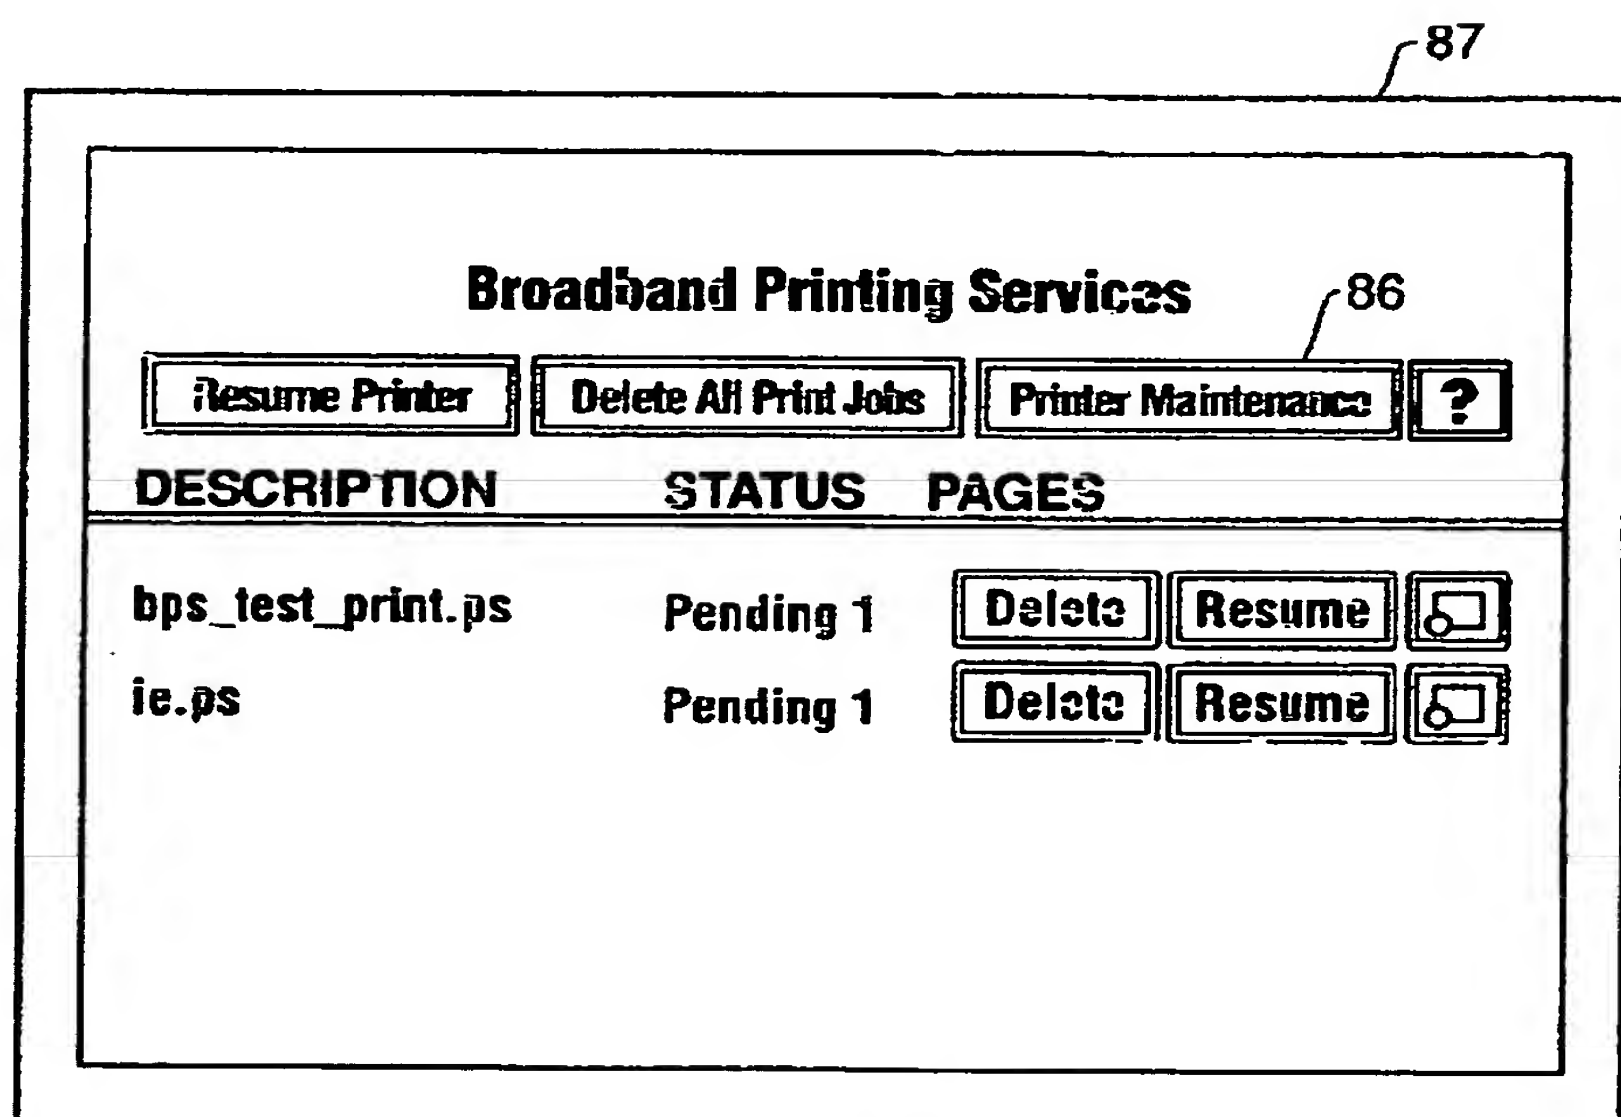 87
Broadband Printing Services
86
Resume Printer Delete All Print Jobs Printer Maintenance ?
DESCRIPTION STATUS PAGES
bps_test_print.ps Pending 1 Delete Resume
ie.ps Pending 1 Delete Resume